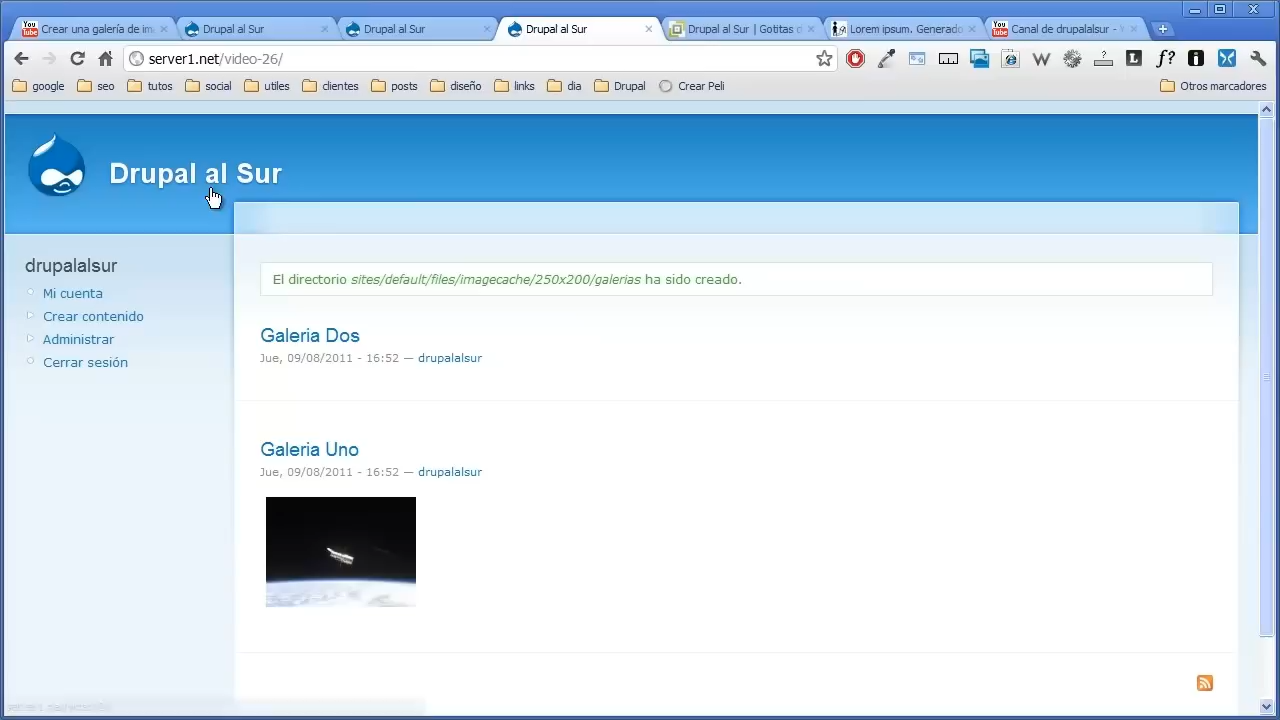 Crear una galería de im
Drupal al Sur
Drupal al Sur
Drupal al Sur
Drupal al Sur | Gotitas
Lorem ipsum. Generado
Canal de drupalalsur -
server1.net/video-26/
google
seo
tutos
social
utiles
clientes
posts
diseño
links
dia
Drupal
Crear Peli
Otros marcadores
Drupal al Sur
drupalalsur
Mi cuenta
Crear contenido
Administrar
Cerrar sesión
El directorio sites/default/files/imagecache/250x200/galerias ha sido creado.
Galeria Dos
Jue, 09/08/2011 - 16:52 — drupalalsur
Galeria Uno
Jue, 09/08/2011 - 16:52 — drupalalsur